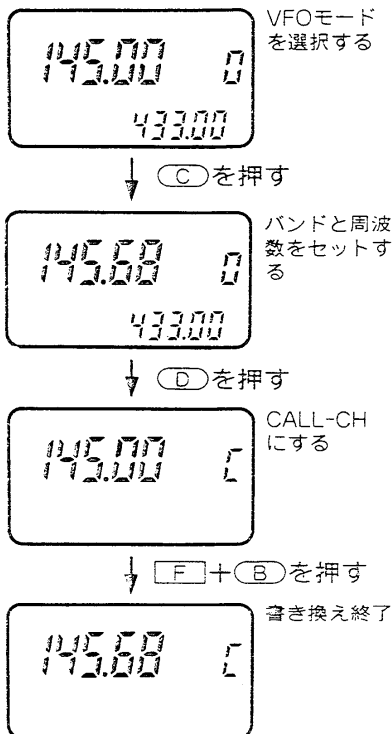 VFOモード
を選択する
145.00 0
433.00
Cを押す
バンドと周波
数をセットす
る
145.68 0
433.00
Dを押す
CALL-CH
にする
145.00 C
F+Bを押す
書き換え終了
145.68 C